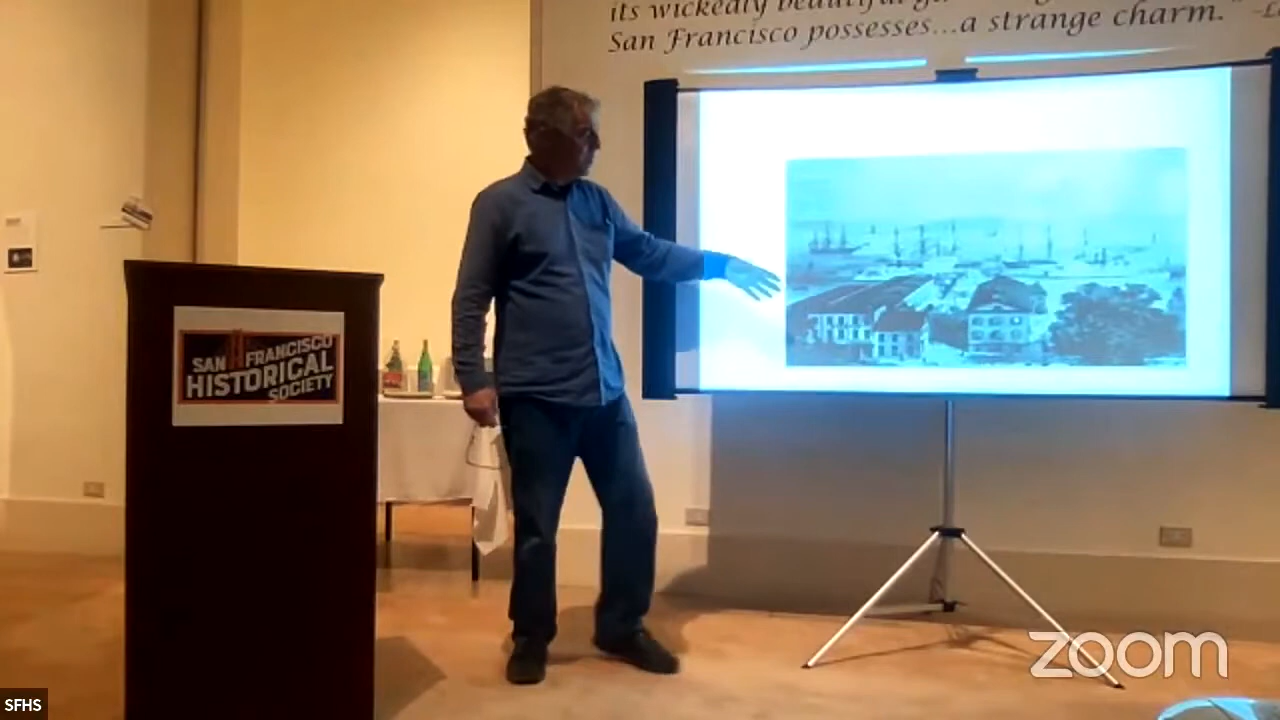 its wickedly beautiful
San Francisco possesses...a strange charm."
SAN FRANCISCO
HISTORICAL
SOCIETY
zoom
SFHS